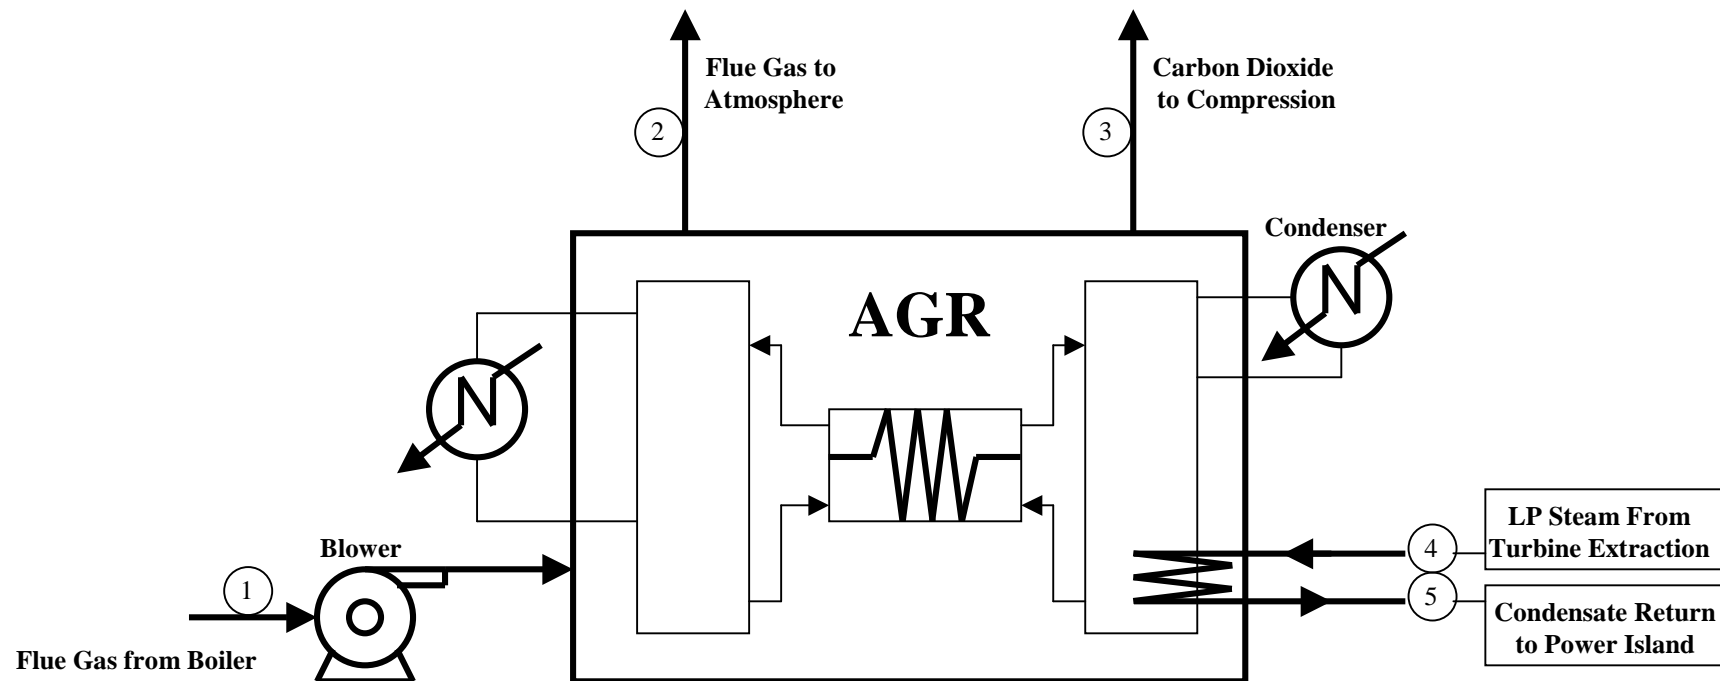 Flue Gas to
Atmosphere
2
Carbon Dioxide
to Compression
3
Condenser
AGR
Blower
1
Flue Gas from Boiler
4
LP Steam From
Turbine Extraction
5
Condensate Return
to Power Island